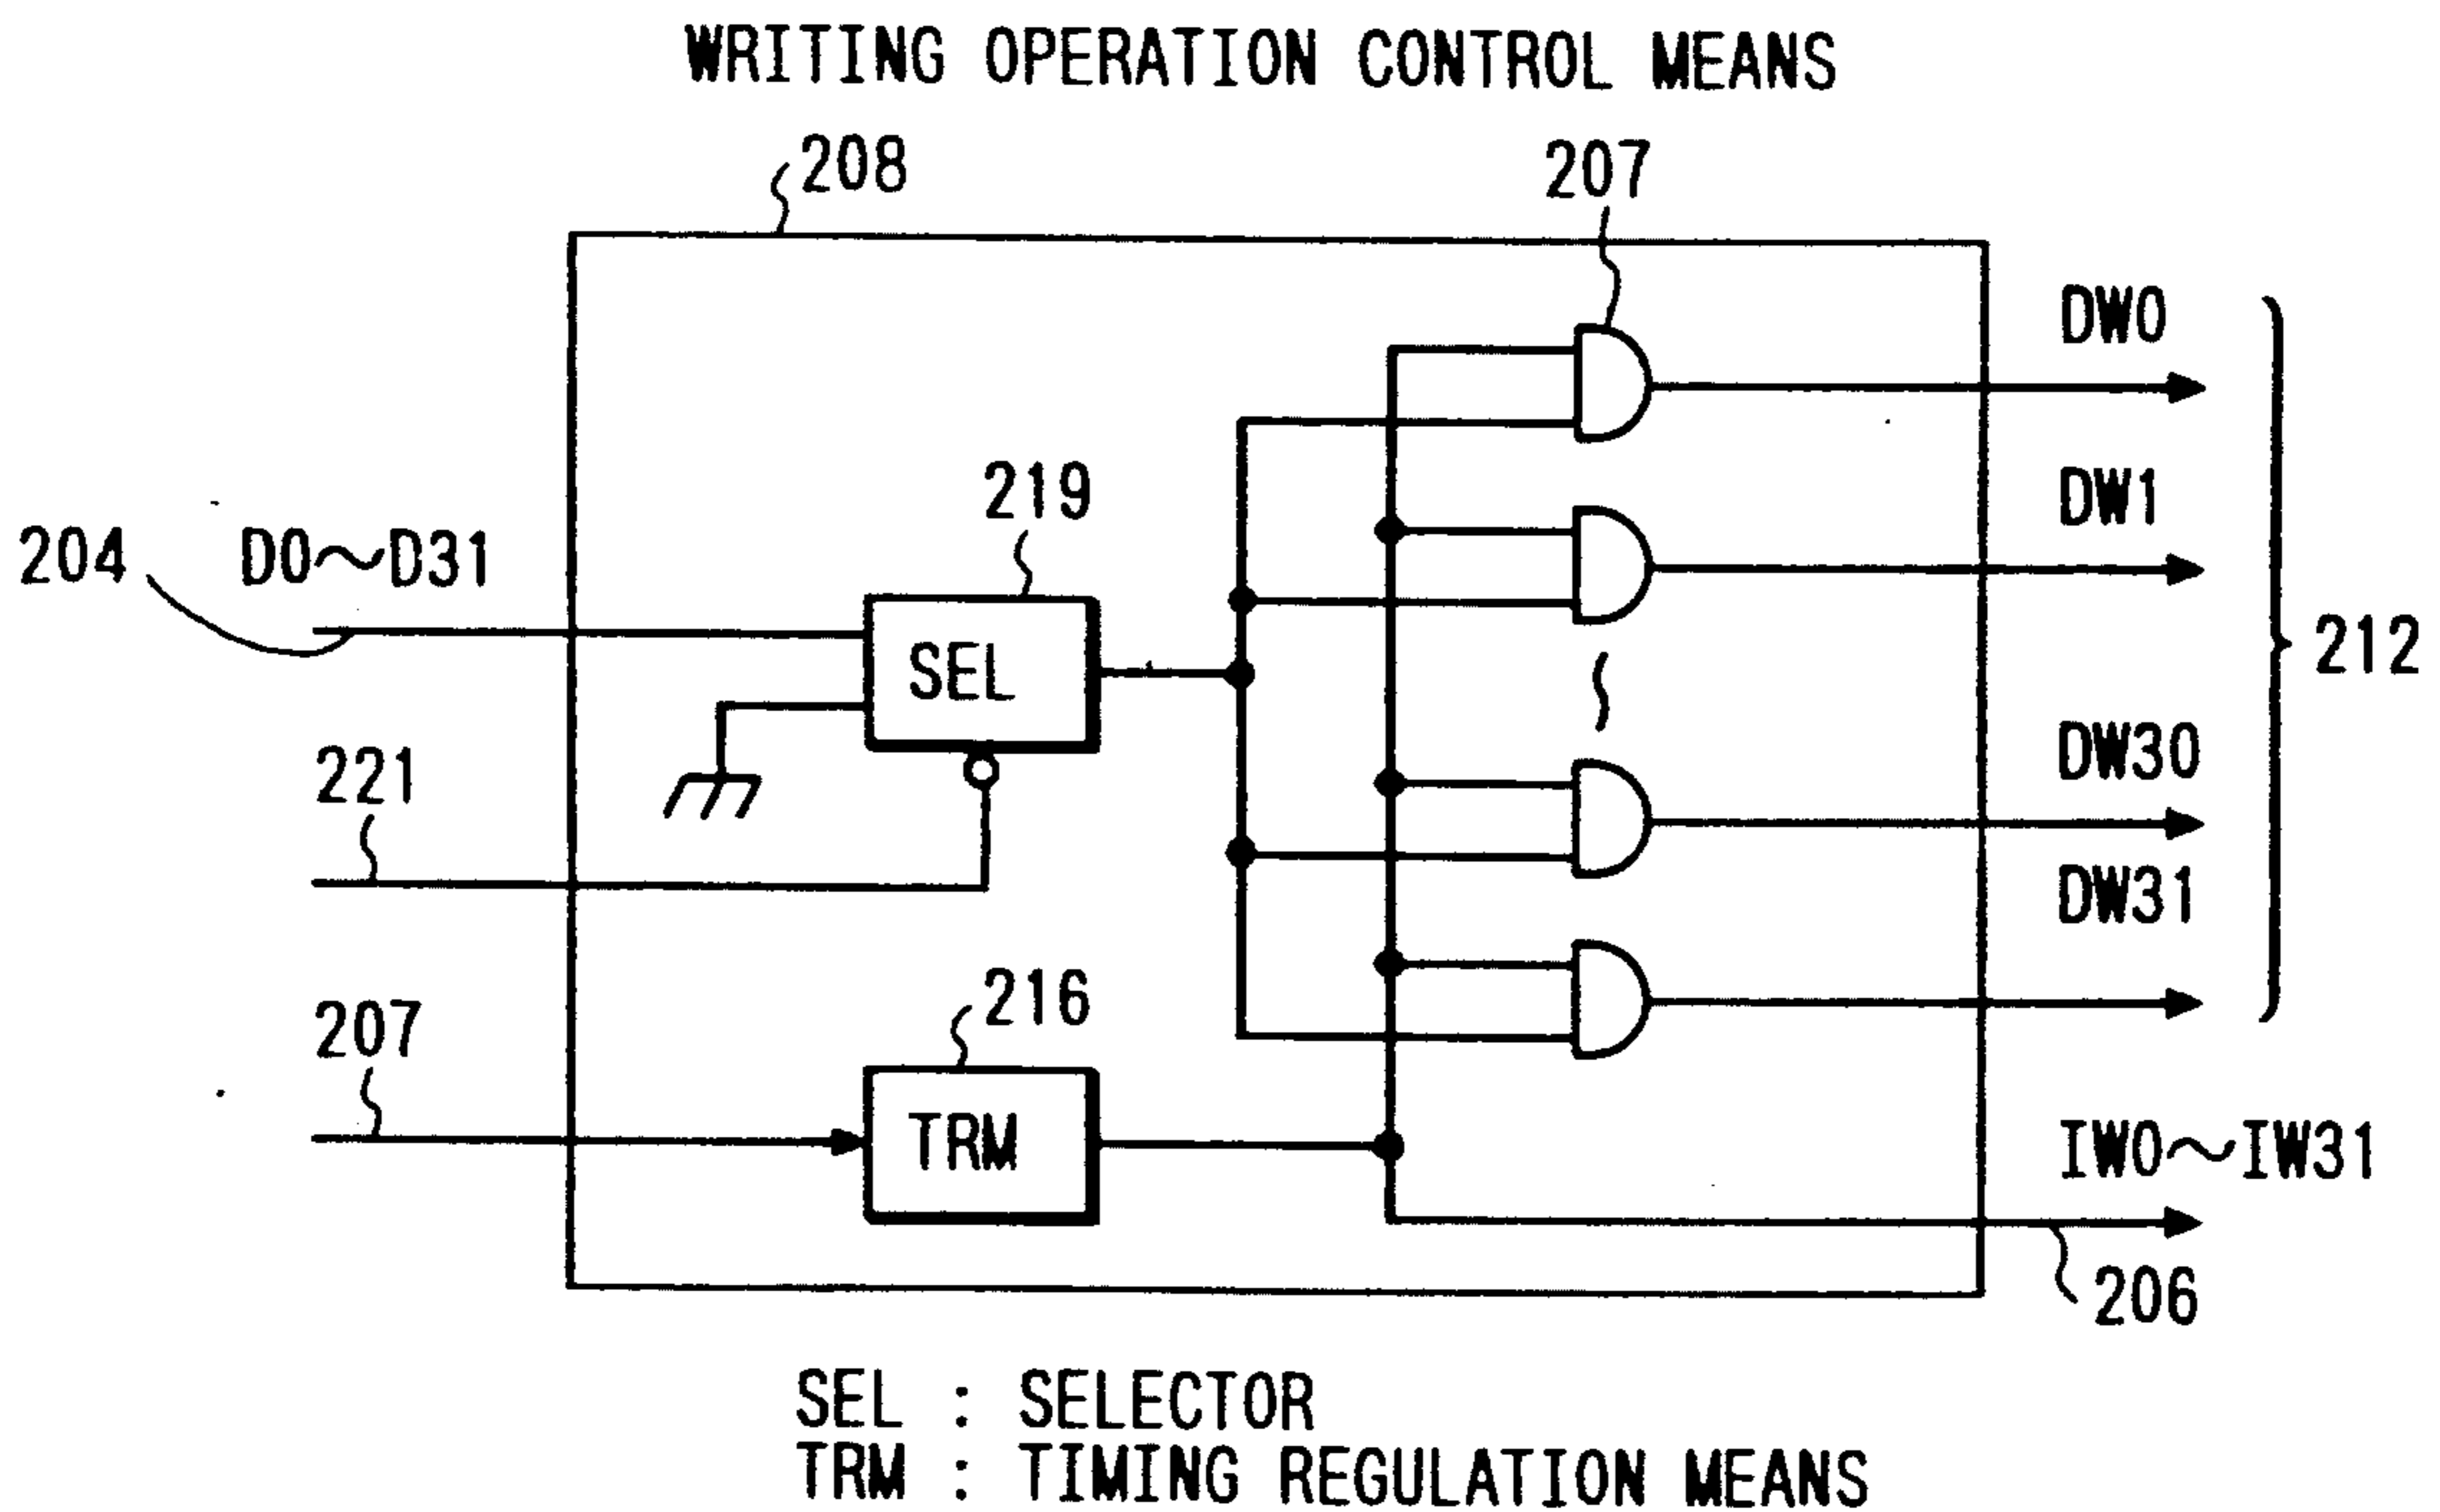 WRITING OPERATION CONTROL MEANS
208
207
DW0
219
DW1
204
D0~D31
SEL
212
221
DW30
DW31
216
207
TRM
IW0~IW31
206
SEL : SELECTOR
TRM : TIMING REGULATION MEANS